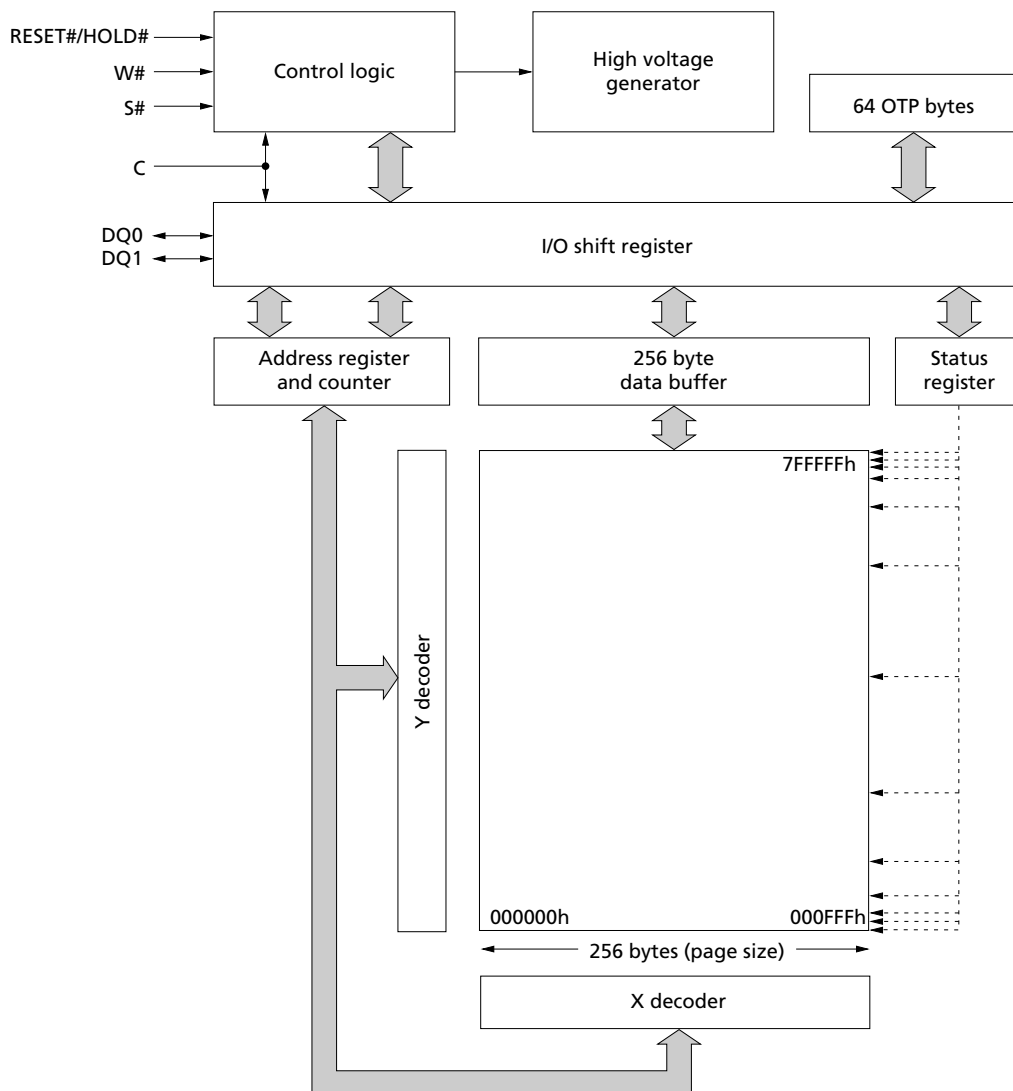 RESET#/HOLD#
W#
S#
C
Control logic
High voltage
generator
64 OTP bytes
DQ0
DQ1
I/O shift register
Address register
and counter
256 byte
data buffer
Status
register
7FFFFFh
Y decoder
000000h
000FFFh
256 bytes (page size)
X decoder